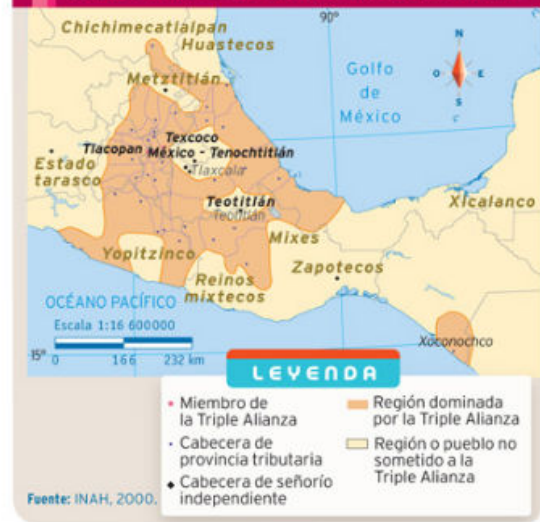 90°
Chichimecatlalpan
Huastecos
N
O E
S
Golfo
de
México
Metztitlán
Texcoco
Tlacopan México - Tenochtitlán
Tlaxcala
Estado
tarasco
Teotitlán
Teotitlán
Xicalanco
Mixes
Yopitzinco
Zapotecos
Reinos
mixtecos
OCÉANO PACÍFICO
Escala 1:16 600000
Xoconochco
15°
0 166 232 km
LEYENDA
Miembro de
la Triple Alianza
Cabecera de
provincia tributaria
Cabecera de señorío
independiente
Región dominada
por la Triple Alianza
Región o pueblo no
sometido a la
Triple Alianza
Fuente: INAH, 2000.